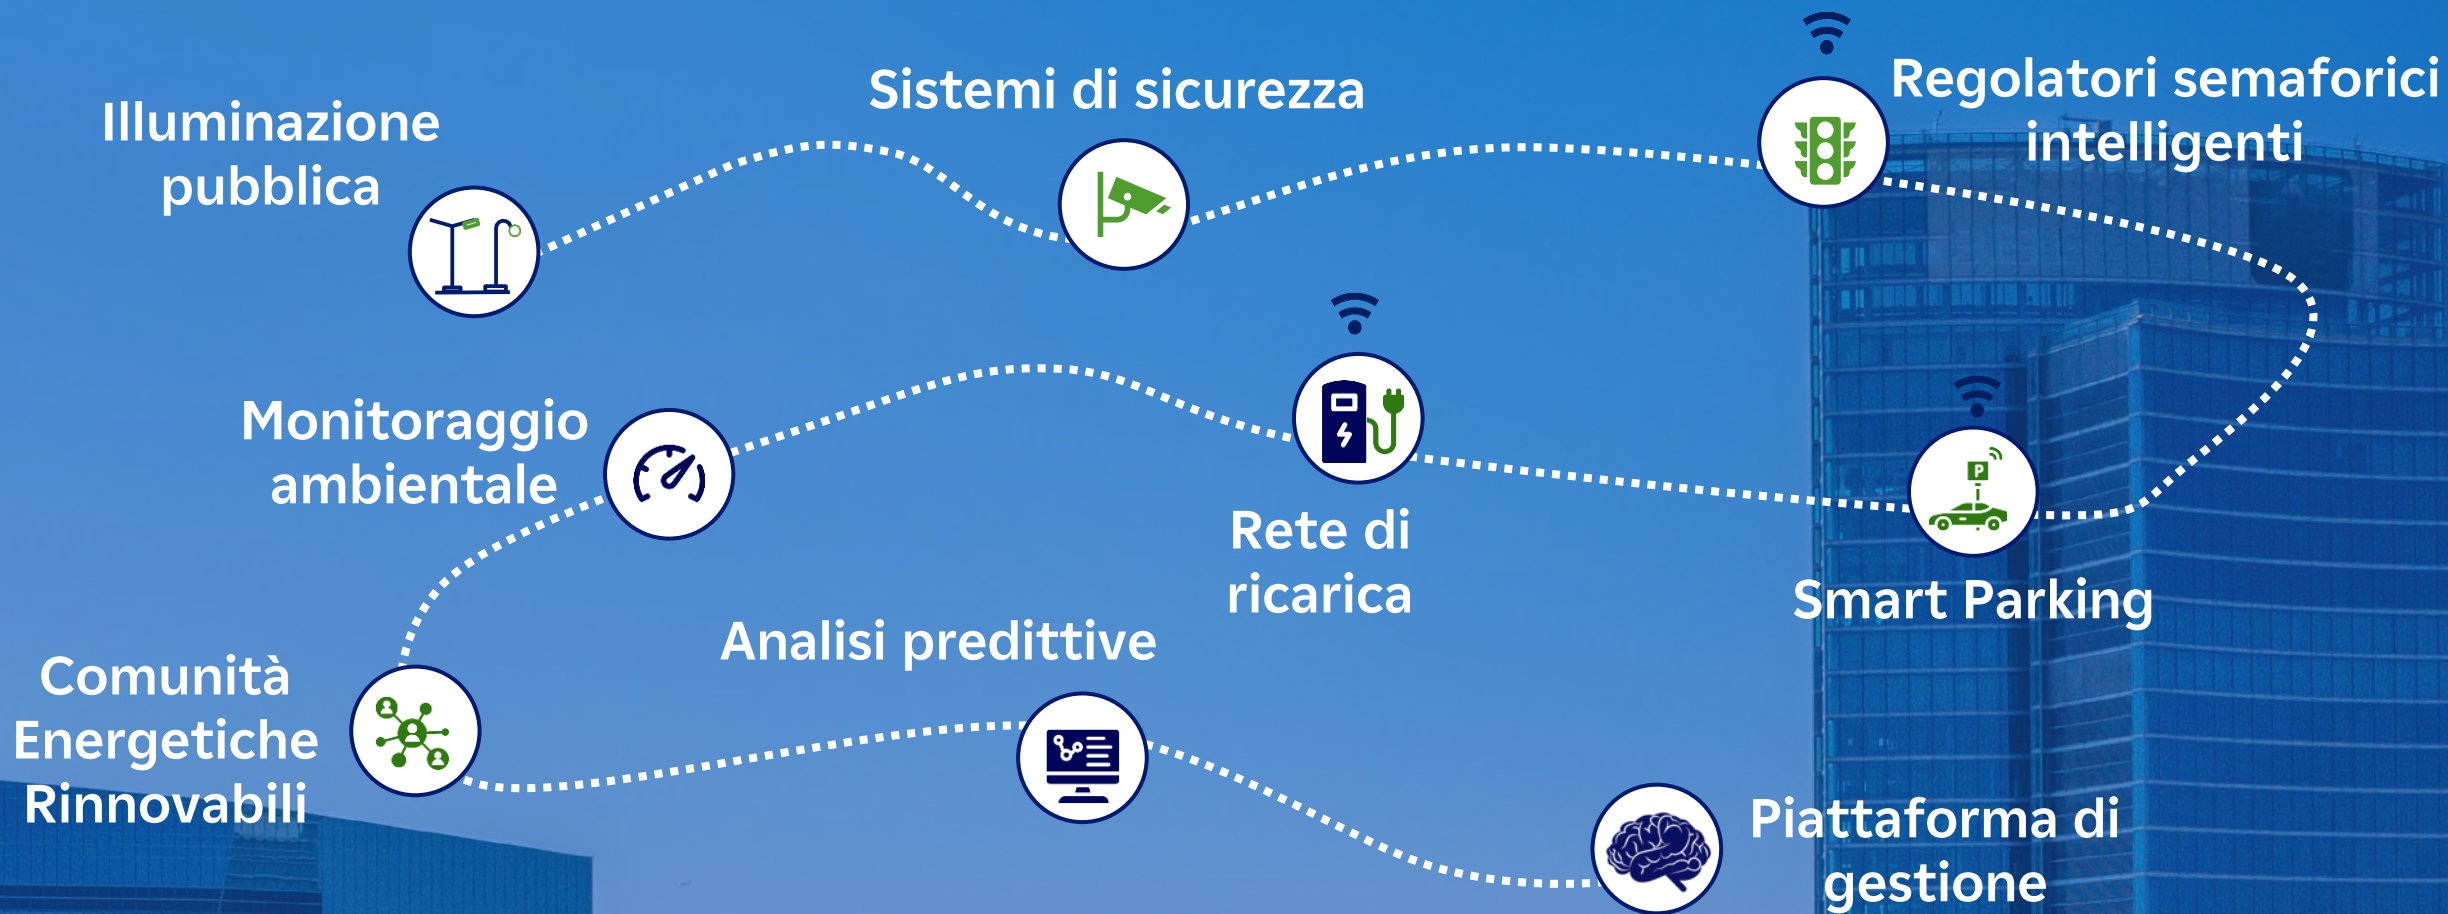 Illuminazione
pubblica
Sistemi di sicurezza
Regolatori semaforici
intelligenti
Monitoraggio
ambientale
Rete di
ricarica
P
Smart Parking
Comunità
Energetiche
Rinnovabili
Analisi predittive
Piattaforma di
gestione